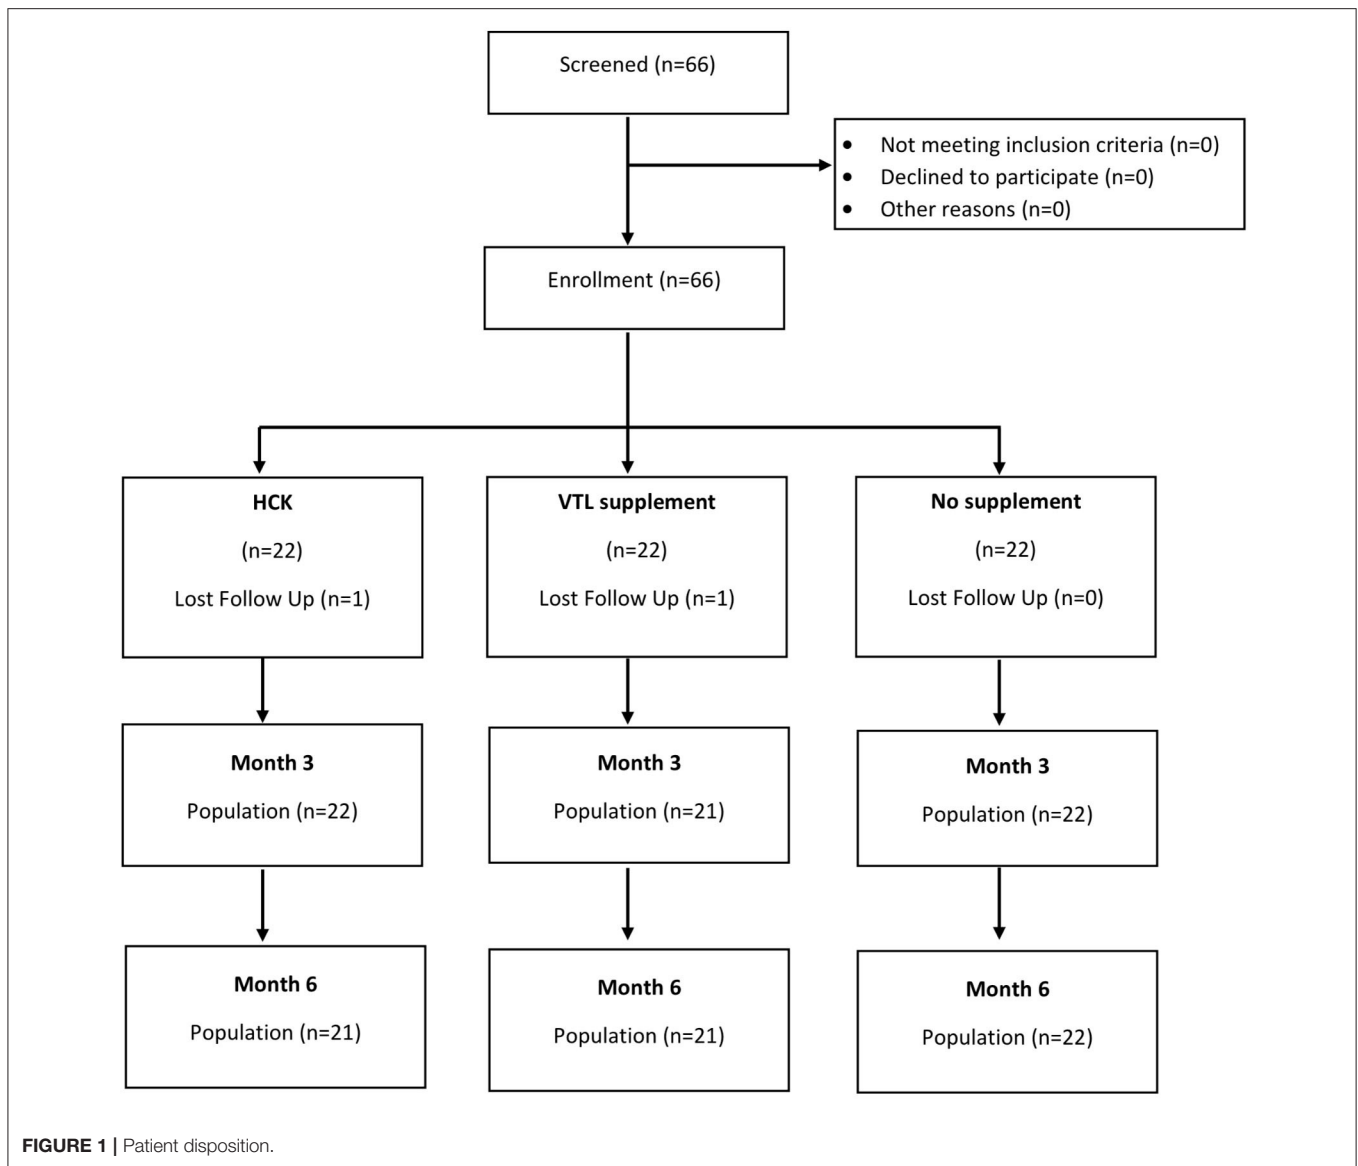 Screened (n=66)
• Not meeting inclusion criteria (n=0)
• Declined to participate (n=0)
• Other reasons (n=0)
Enrollment (n=66)
HCK
(n=22)
Lost Follow Up (n=1)
VTL supplement
(n=22)
Lost Follow Up (n=1)
No supplement
(n=22)
Lost Follow Up (n=0)
Month 3
Population (n=22)
Month 3
Population (n=21)
Month 3
Population (n=22)
Month 6
Population (n=21)
Month 6
Population (n=21)
Month 6
Population (n=22)
FIGURE 1 | Patient disposition.